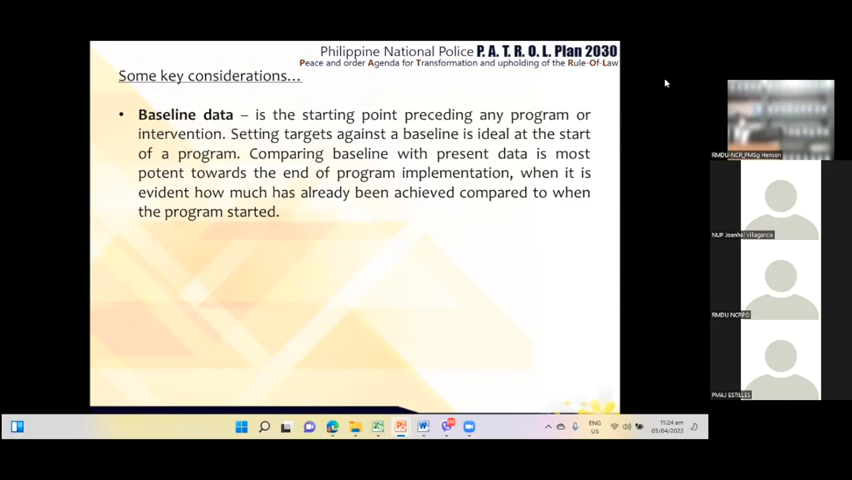 Philippine National Police P. A. T. R. O. L. Plan 2030
Peace and order Agenda for Transformation and upholding of the Rule-Of-Law
Some key considerations…
• Baseline data – is the starting point preceding any program or
intervention. Setting targets against a baseline is ideal at the start
of a program. Comparing baseline with present data is most
potent towards the end of program implementation, when it is
evident how much has already been achieved compared to when
the program started.
RMDU-NCR_PMSg Henson
NUP Joenhel Villagarcia
RMDU NCRPO
PMAJ ESTILLES
ENG
US
11:24 am
05/04/2022